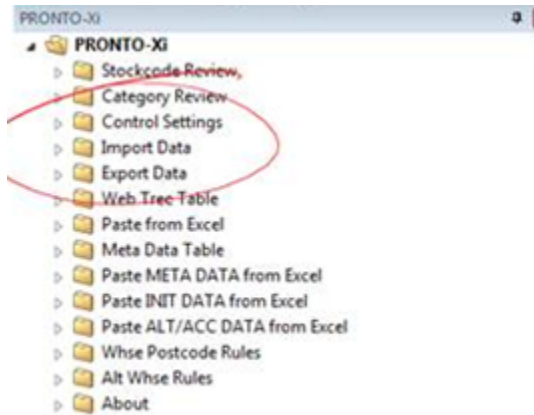 PRONTO-Xi
PRONTO-Xi
Stockcode Review,
Category Review
Control Settings
Import Data
Export Data
Web Tree Table
Paste from Excel
Meta Data Table
Paste META DATA from Excel
Paste INIT DATA from Excel
Paste ALT/ACC DATA from Excel
Whse Postcode Rules
Alt Whse Rules
About